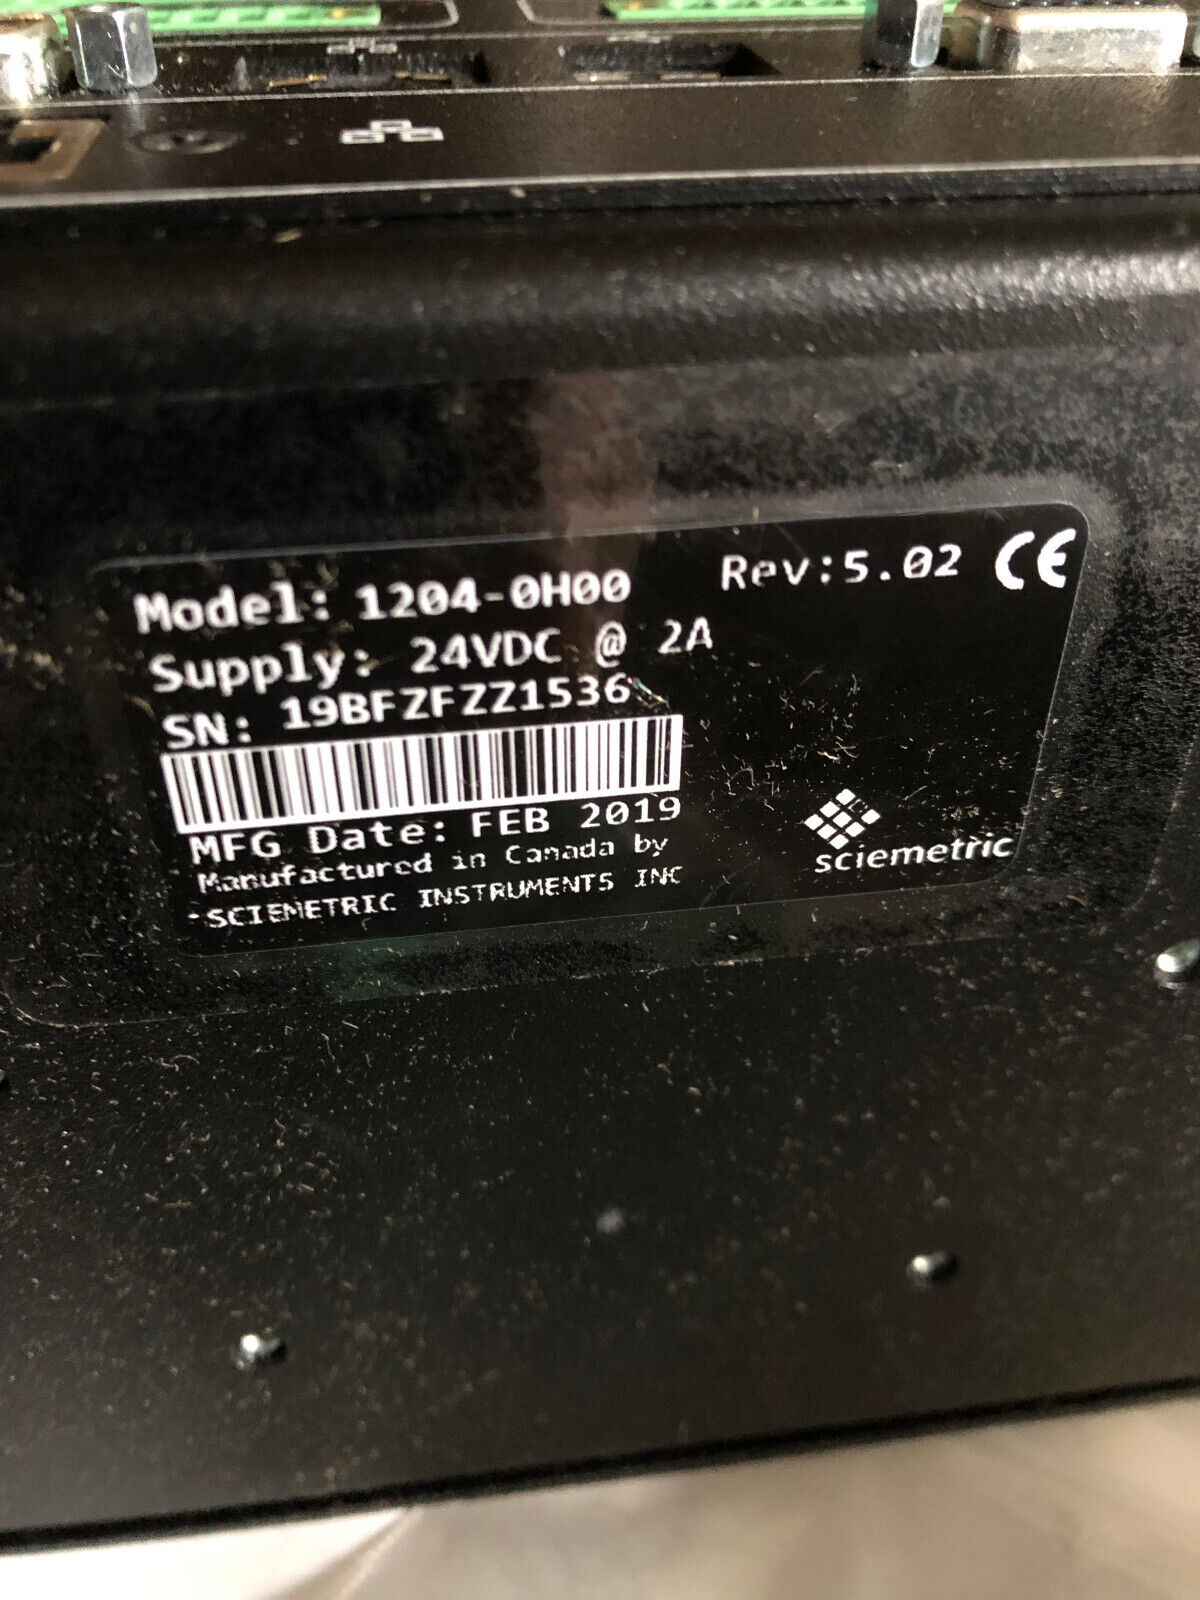 Model: 1204-0H00
Rev:5.02 CE
Supply: 24VDC @ 2A
SN: 19BFZFZZ1536
MFG Date: FEB 2019
Manufactured in Canada by
SCIEMETRIC INSTRUMENTS INC
sciemetric